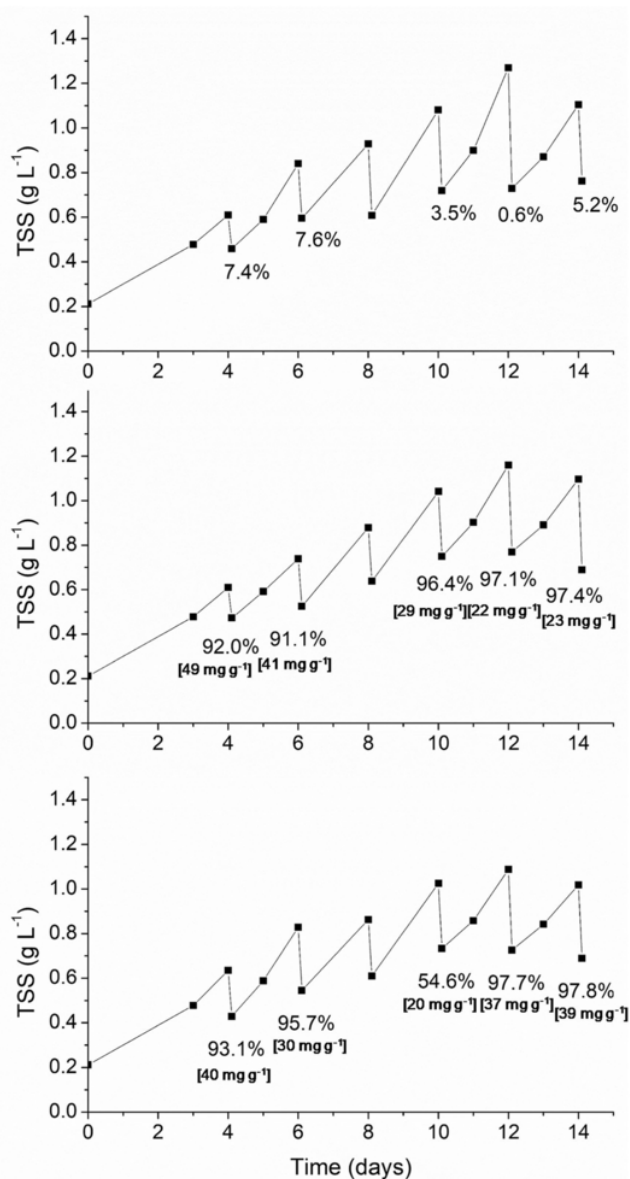 1.4
1.2
1.0
0.8
0.6
0.4
0.2
0.0
TSS (g L-1)
7.4%
7.6%
3.5%
0.6%
5.2%
0 2 4 6 8 10 12 14
1.4
1.2
1.0
0.8
0.6
0.4
0.2
0.0
TSS (g L-1)
92.0%
[49 mg g-1]
91.1%
[41 mg g-1]
96.4%
[29 mg g-1]
97.1%
[22 mg g-1]
97.4%
[23 mg g-1]
0 2 4 6 8 10 12 14
1.4
1.2
1.0
0.8
0.6
0.4
0.2
0.0
TSS (g L-1)
93.1%
[40 mg g-1]
95.7%
[30 mg g-1]
54.6%
[20 mg g-1]
97.7%
[37 mg g-1]
97.8%
[39 mg g-1]
0 2 4 6 8 10 12 14
Time (days)